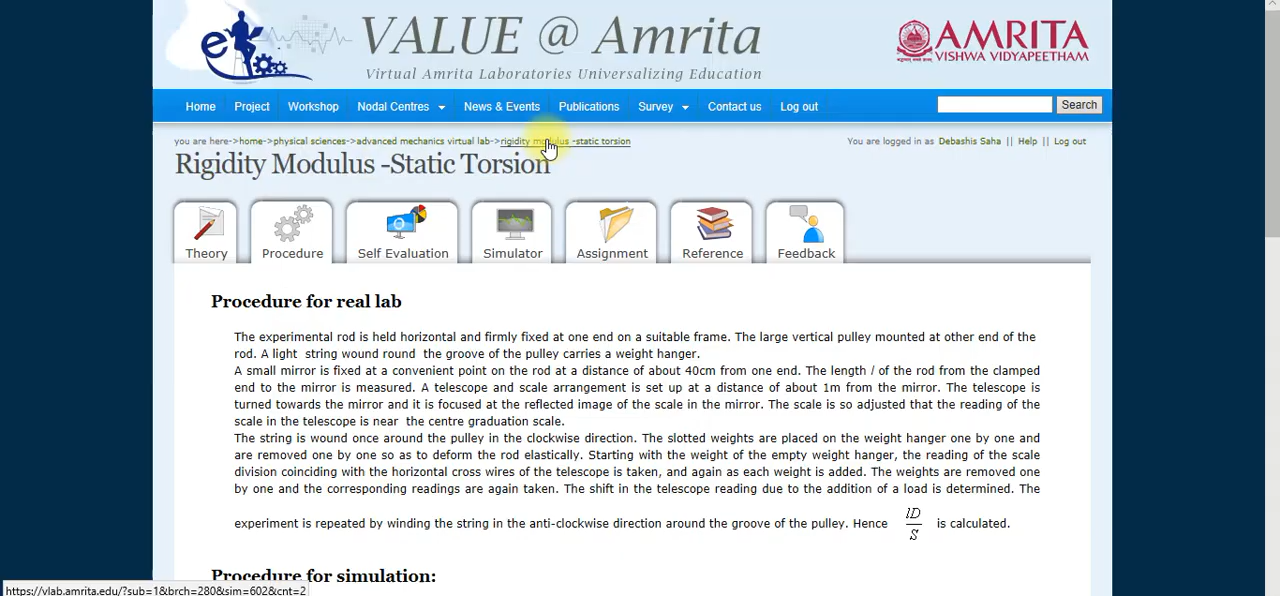 VALUE @ Amrita
Virtual Amrita Laboratories Universalizing Education
AMRITA
VISHWA VIDYAPEETHAM
Home Project Workshop Nodal Centres News & Events Publications Survey Contact us Log out Search
you are here->home->physical sciences->advanced mechanics virtual lab->rigidity modulus -static torsion You are logged in as Debashis Saha || Help || Log out
Rigidity Modulus -Static Torsion
Theory Procedure Self Evaluation Simulator Assignment Reference Feedback
Procedure for real lab
The experimental rod is held horizontal and firmly fixed at one end on a suitable frame. The large vertical pulley mounted at other end of the
rod. A light string wound round the groove of the pulley carries a weight hanger.
A small mirror is fixed at a convenient point on the rod at a distance of about 40cm from one end. The length l of the rod from the clamped
end to the mirror is measured. A telescope and scale arrangement is set up at a distance of about 1m from the mirror. The telescope is
turned towards the mirror and it is focused at the reflected image of the scale in the mirror. The scale is so adjusted that the reading of the
scale in the telescope is near the centre graduation scale.
The string is wound once around the pulley in the clockwise direction. The slotted weights are placed on the weight hanger one by one and
are removed one by one so as to deform the rod elastically. Starting with the weight of the empty weight hanger, the reading of the scale
division coinciding with the horizontal cross wires of the telescope is taken, and again as each weight is added. The weights are removed one
by one and the corresponding readings are again taken. The shift in the telescope reading due to the addition of a load is determined. The
experiment is repeated by winding the string in the anti-clockwise direction around the groove of the pulley. Hence lD/S is calculated.
Procedure for simulation:
https://vlab.amrita.edu/?sub=1&brch=280&sim=602&cnt=2